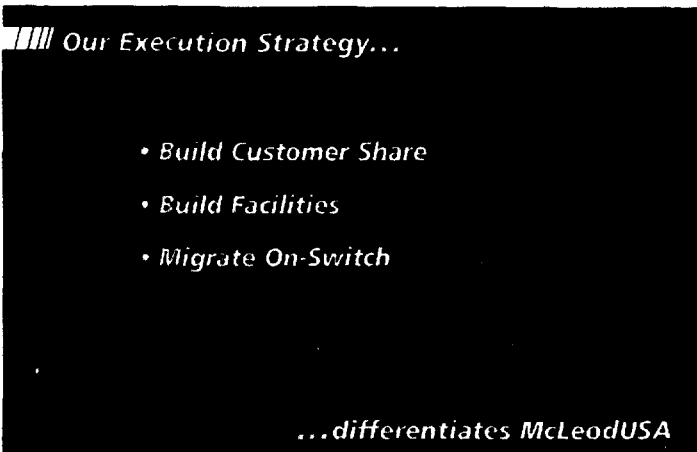 Our Execution Strategy...
• Build Customer Share
• Build Facilities
• Migrate On-Switch
...differentiates McLeodUSA